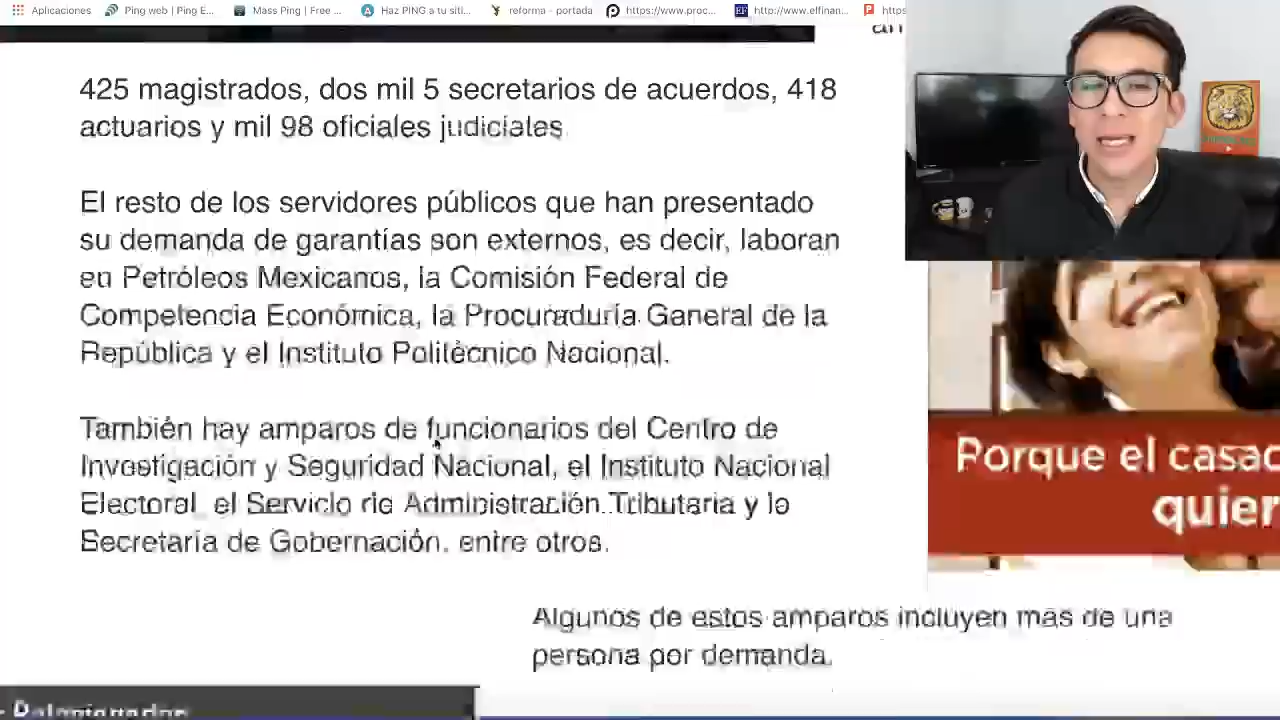 Aplicaciones
Ping web | Ping E...
Mass Ping | Free ...
Haz PING a tu siti...
reforma - portada
https://www.proc...
http://www.elfinan...
https
425 magistrados, dos mil 5 secretarios de acuerdos, 418
actuarios y mil 98 oficiales judiciales
El resto de los servidores públicos que han presentado
su demanda de garantías son externos, es decir, laboran
en Petróleos Mexicanos, la Comisión Federal de
Competencia Económica, la Procuraduría General de la
República y el Instituto Politécnico Nacional.
También hay amparos de funcionarios del Centro de
Investigación y Seguridad Nacional, el Instituto Nacional
Electoral, el Servicio de Administración Tributaria y la
Secretaría de Gobernación, entre otros.
Porque el casac
quier
Algunos de estos amparos incluyen más de una
persona por demanda.